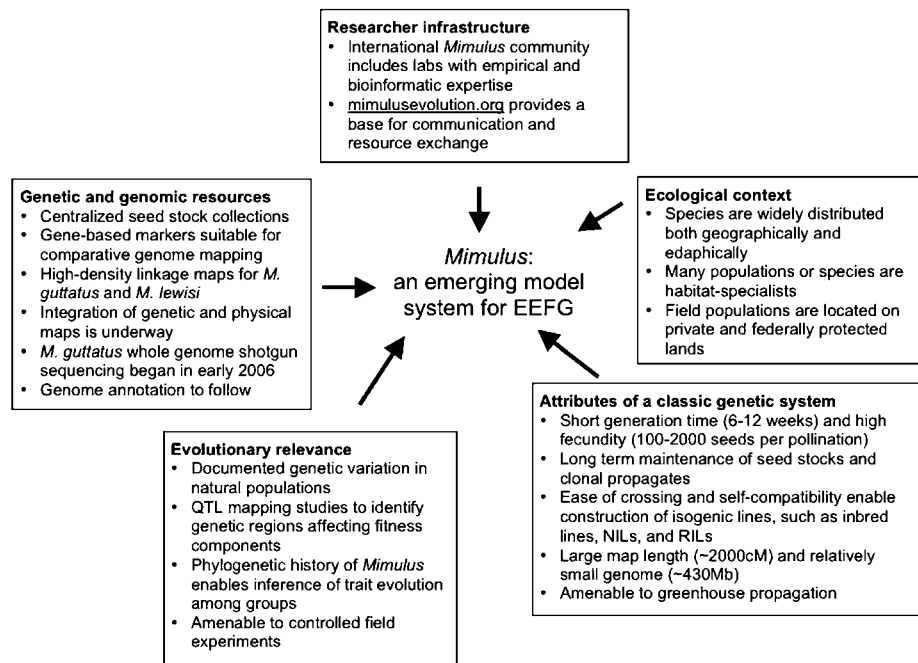 Researcher infrastructure
• International Mimulus community
includes labs with empirical and
bioinformatic expertise
• mimulusevolution.org provides a
base for communication and
resource exchange
Genetic and genomic resources
• Centralized seed stock collections
• Gene-based markers suitable for
comparative genome mapping
• High-density linkage maps for M.
guttatus and M. lewisi
• Integration of genetic and physical
maps is underway
• M. guttatus whole genome shotgun
sequencing began in early 2006
• Genome annotation to follow
Mimulus:
an emerging model
system for EEFG
Ecological context
• Species are widely distributed
both geographically and
edaphically
• Many populations or species are
habitat-specialists
• Field populations are located on
private and federally protected
lands
Evolutionary relevance
• Documented genetic variation in
natural populations
• QTL mapping studies to identify
genetic regions affecting fitness
components
• Phylogenetic history of Mimulus
enables inference of trait evolution
among groups
• Amenable to controlled field
experiments
Attributes of a classic genetic system
• Short generation time (6-12 weeks) and high
fecundity (100-2000 seeds per pollination)
• Long term maintenance of seed stocks and
clonal propagates
• Ease of crossing and self-compatibility enable
construction of isogenic lines, such as inbred
lines, NILs, and RILs
• Large map length (~2000cM) and relatively
small genome (~430Mb)
• Amenable to greenhouse propagation